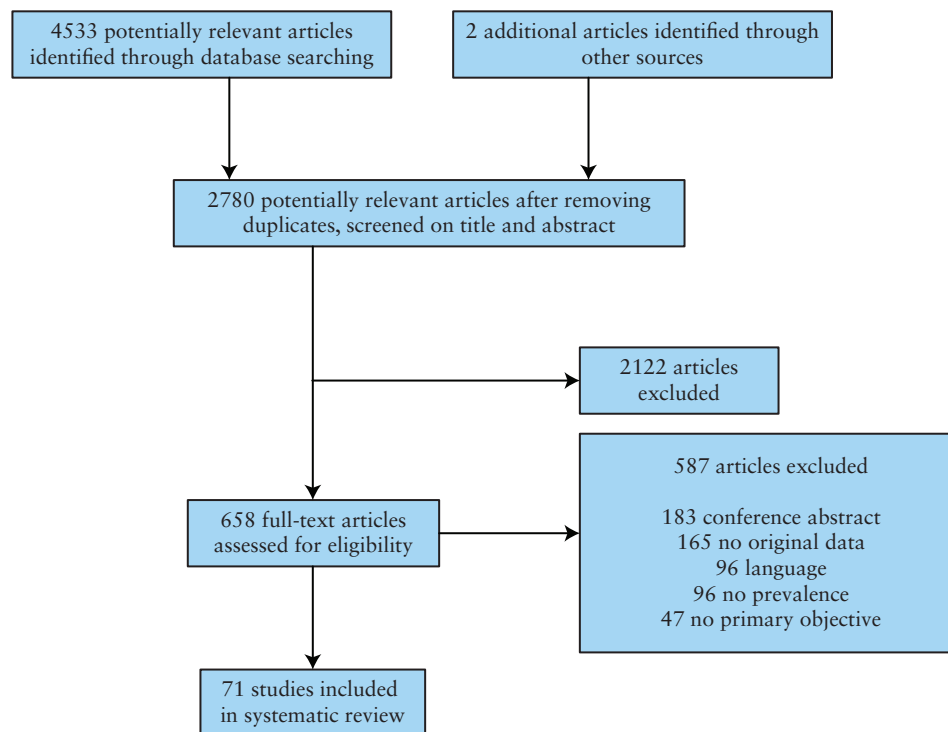 4533 potentially relevant articles
identified through database searching
2 additional articles identified through
other sources
2780 potentially relevant articles after removing
duplicates, screened on title and abstract
2122 articles
excluded
587 articles excluded
183 conference abstract
165 no original data
96 language
96 no prevalence
47 no primary objective
658 full-text articles
assessed for eligibility
71 studies included
in systematic review